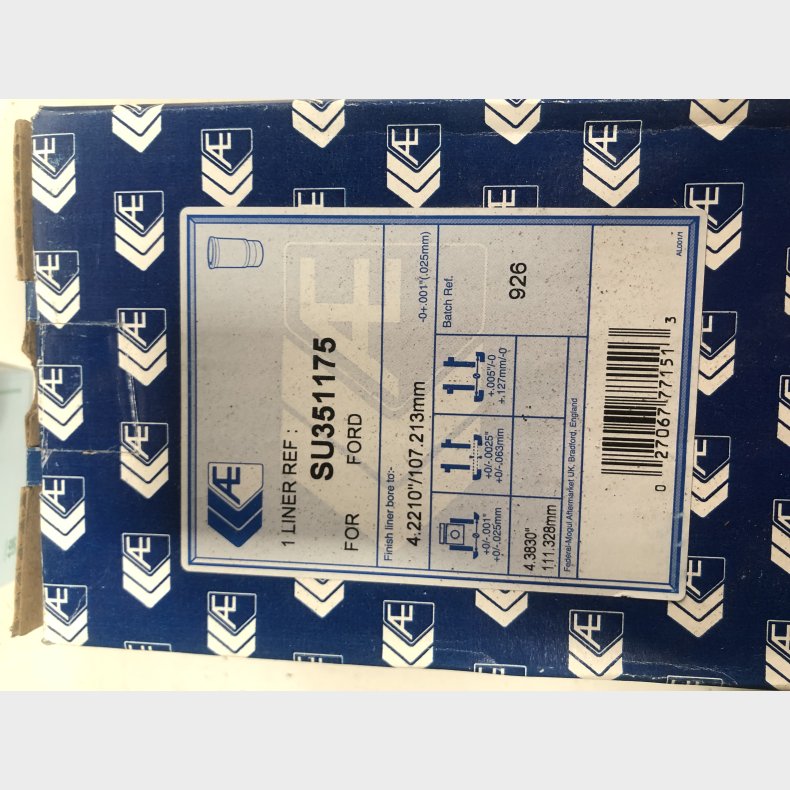 AE
1 LINER REF :
SU351175
FOR FORD
Finish liner bore to:-
4.2210"/107.213mm
-0+.001"(.025mm)
+0/-.001"
+0/-.025mm
+0/-.0025"
+0/-.063mm
+.005"/-0
+.127mm/-0
Batch Ref.
926
4.3830"
111.328mm
Federal-Mogul Aftermarket UK. Bradford, England
0 27067 77151 3
AL001/1